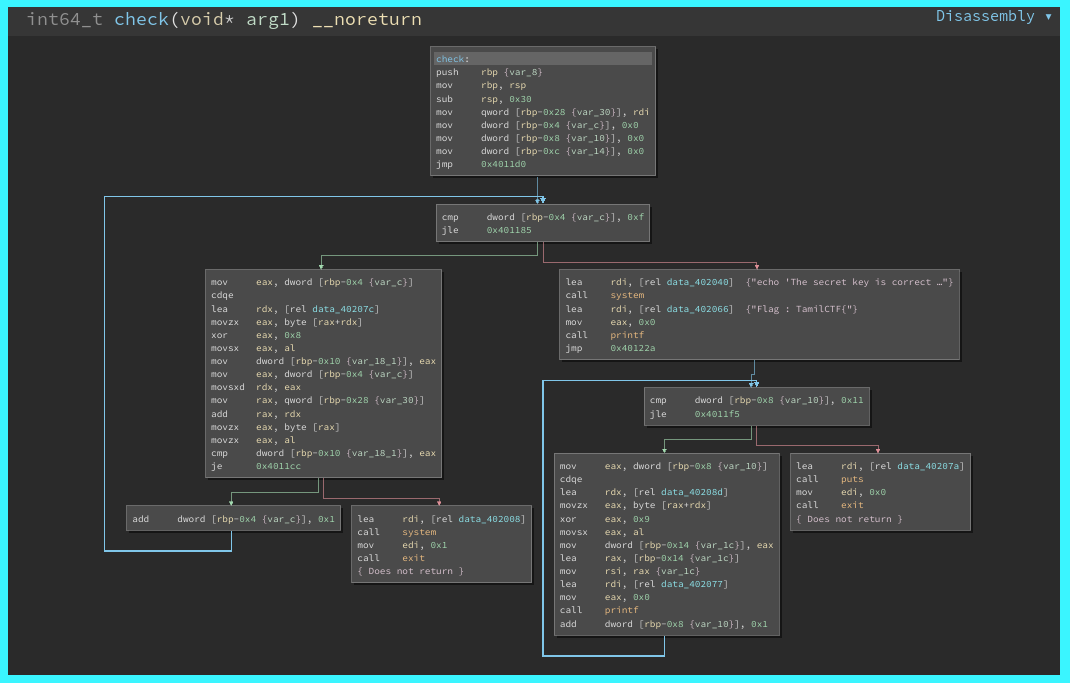 int64_t check(void* arg1) __noreturn
Disassembly ▾
check:
push rbp {var_8}
mov rbp, rsp
sub rsp, 0x30
mov qword [rbp-0x28 {var_30}], rdi
mov dword [rbp-0x4 {var_c}], 0x0
mov dword [rbp-0x8 {var_10}], 0x0
mov dword [rbp-0xc {var_14}], 0x0
jmp 0x4011d0
cmp dword [rbp-0x4 {var_c}], 0xf
jle 0x401185
mov eax, dword [rbp-0x4 {var_c}]
cdqe
lea rdx, [rel data_40207c]
movzx eax, byte [rax+rdx]
xor eax, 0x8
movsx eax, al
mov dword [rbp-0x10 {var_18_1}], eax
mov eax, dword [rbp-0x4 {var_c}]
movsxd rdx, eax
mov rax, qword [rbp-0x28 {var_30}]
add rax, rdx
movzx eax, byte [rax]
movzx eax, al
cmp dword [rbp-0x10 {var_18_1}], eax
je 0x4011cc
lea rdi, [rel data_402040] {"echo 'The secret key is correct …"}
call system
lea rdi, [rel data_402066] {"Flag : TamilCTF{"}
mov eax, 0x0
call printf
jmp 0x40122a
cmp dword [rbp-0x8 {var_10}], 0x11
jle 0x4011f5
add dword [rbp-0x4 {var_c}], 0x1
lea rdi, [rel data_402008]
call system
mov edi, 0x1
call exit
{ Does not return }
mov eax, dword [rbp-0x8 {var_10}]
cdqe
lea rdx, [rel data_40208d]
movzx eax, byte [rax+rdx]
xor eax, 0x9
movsx eax, al
mov dword [rbp-0x14 {var_1c}], eax
lea rax, [rbp-0x14 {var_1c}]
mov rsi, rax {var_1c}
lea rdi, [rel data_402077]
mov eax, 0x0
call printf
add dword [rbp-0x8 {var_10}], 0x1
lea rdi, [rel data_40207a]
call puts
mov edi, 0x0
call exit
{ Does not return }